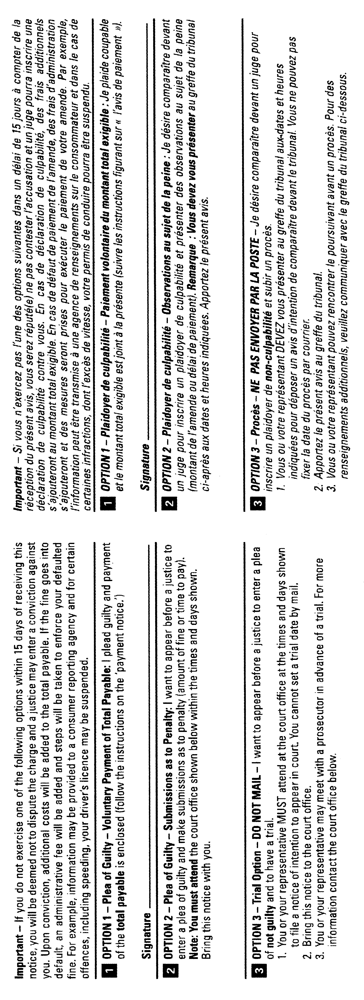 Important – If you do not exercise one of the following options within 15 days of receiving this
notice, you will be deemed not to dispute the charge and a justice may enter a conviction against
you. Upon conviction, additional costs will be added to the total payable. If the fine goes into
default, an administrative fee will be added and steps will be taken to enforce your defaulted
fine. For example, information may be provided to a consumer reporting agency and for certain
offences, including speeding, your driver's licence may be suspended.
1 OPTION 1 – Plea of Guilty – Voluntary Payment of Total Payable: I plead guilty and payment
of the total payable is enclosed (follow the instructions on the 'payment notice.')
Signature
2 OPTION 2 – Plea of Guilty – Submissions as to Penalty: I want to appear before a justice to
enter a plea of guilty and make submissions as to penalty (amount of fine or time to pay).
Note: You must attend the court office shown below within the times and days shown.
Bring this notice with you.
3 OPTION 3 – Trial Option – DO NOT MAIL – I want to appear before a justice to enter a plea
of not guilty and to have a trial.
1. You or your representative MUST attend at the court office at the times and days shown
to file a notice of intention to appear in court. You cannot set a trial date by mail.
2. Bring this notice to the court office.
3. You or your representative may meet with a prosecutor in advance of a trial. For more
information contact the court office below.
Important – Si vous n'exercez pas l'une des options suivantes dans un délai de 15 jours à compter de la
réception du présent avis, vous serez réputé(e) ne pas contester l'accusation et un juge pourra inscrire une
déclaration de culpabilité contre vous. En cas de déclaration de culpabilité, des frais additionnels
s'ajouteront au montant total exigible. En cas de défaut de paiement de l'amende, des frais d'administration
s'ajouteront et des mesures seront prises pour exécuter le paiement de votre amende. Par exemple,
l'information peut être transmise à une agence de renseignements sur le consommateur et dans le cas de
certaines infractions, dont l'excès de vitesse, votre permis de conduire pourra être suspendu.
1 OPTION 1 – Plaidoyer de culpabilité – Paiement volontaire du montant total exigible : Je plaide coupable
et le montant total exigible est joint à la présente (suivre les instructions figurant sur « l'avis de paiement »).
Signature
2 OPTION 2 – Plaidoyer de culpabilité – Observations au sujet de la peine : Je désire comparaître devant
un juge pour inscrire un plaidoyer de culpabilité et présenter des observations au sujet de la peine
(montant de l'amende ou délai de paiement). Remarque : Vous devez vous présenter au greffe du tribunal
ci-après aux dates et heures indiquées. Apportez le présent avis.
3 OPTION 3 – Procès – NE PAS ENVOYER PAR LA POSTE – Je désire comparaître devant un juge pour
inscrire un plaidoyer de non-culpabilité et subir un procès.
1. Vous ou votre représentant DEVEZ vous présenter au greffe du tribunal aux dates et heures
indiquées pour déposer un avis d'intention de comparaître devant le tribunal. Vous ne pouvez pas
fixer la date du procès par courrier.
2. Apportez le présent avis au greffe du tribunal.
3. Vous ou votre représentant pouvez rencontrer le poursuivant avant un procès. Pour des
renseignements additionnels, veuillez communiquer avec le greffe du tribunal ci-dessous.